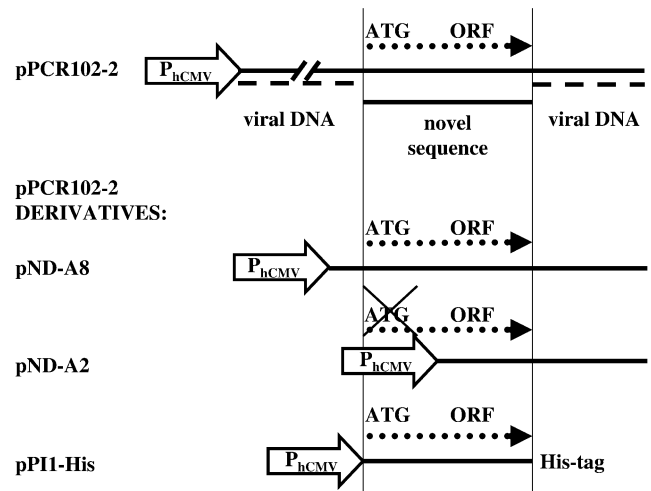 ATG ORF
pPCR102-2 PhCMV
viral DNA novel sequence viral DNA
pPCR102-2
DERIVATIVES:
ATG ORF
pND-A8 PhCMV
ATG ORF
pND-A2 PhCMV
ATG ORF
pPI1-His PhCMV His-tag